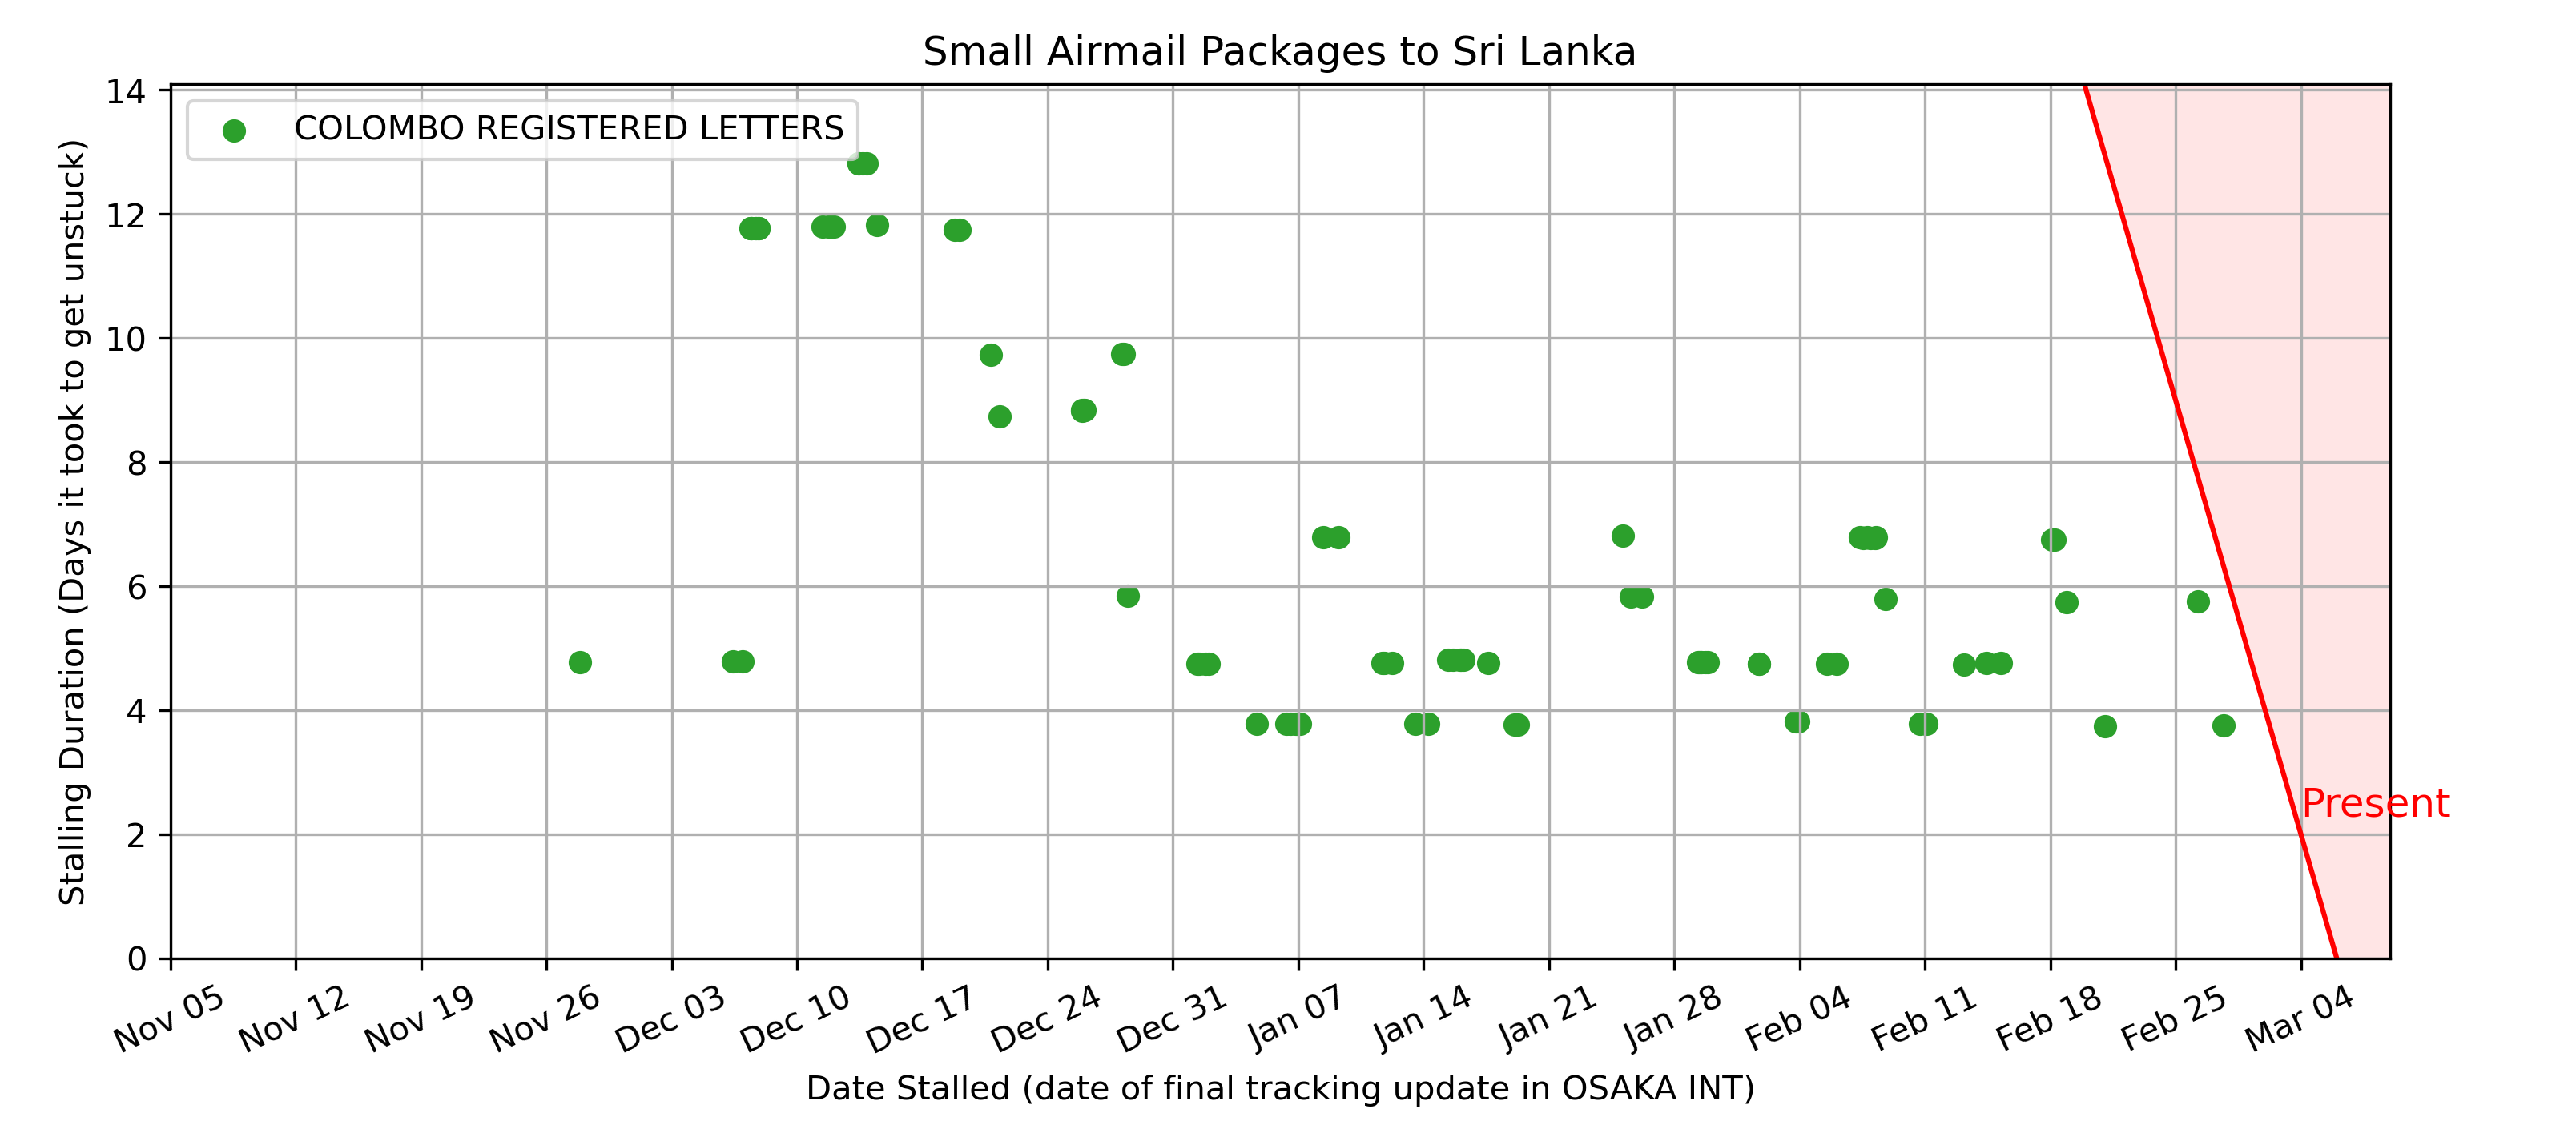 Small Airmail Packages to Sri Lanka
COLOMBO REGISTERED LETTERS
Stalling Duration (Days it took to get unstuck)
14
12
10
8
6
4
2
0
Present
Nov 05 Nov 12 Nov 19 Nov 26 Dec 03 Dec 10 Dec 17 Dec 24 Dec 31 Jan 07 Jan 14 Jan 21 Jan 28 Feb 04 Feb 11 Feb 18 Feb 25 Mar 04
Date Stalled (date of final tracking update in OSAKA INT)